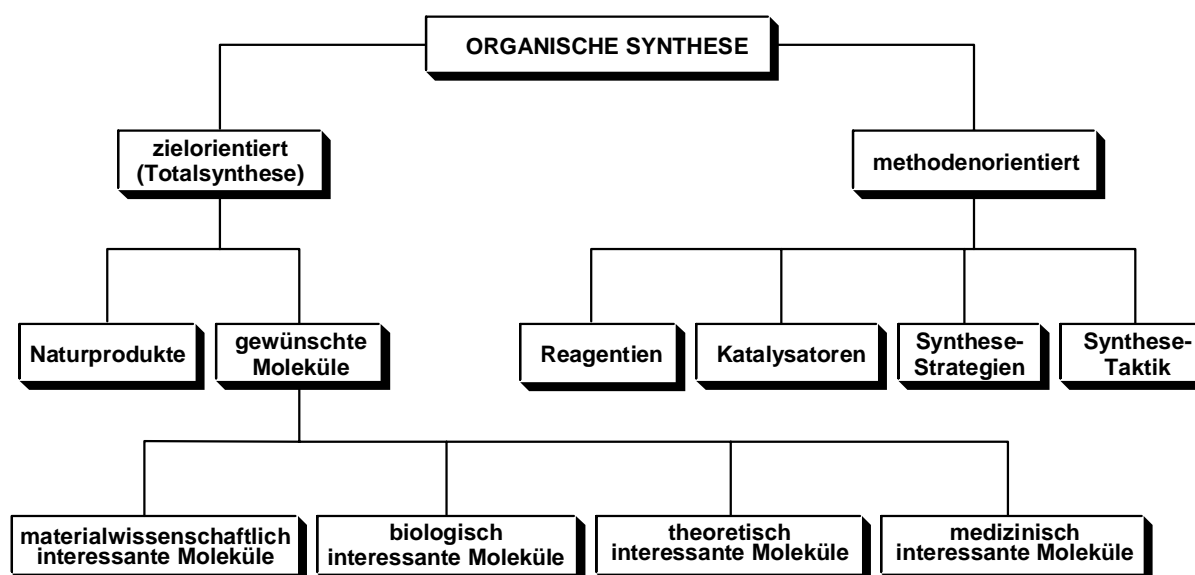 ORGANISCHE SYNTHESE
zielorientiert
(Totalsynthese)
methodenorientiert
Naturprodukte
gewünschte
Moleküle
Reagentien
Katalysatoren
Synthese-
Strategien
Synthese-
Taktik
materialwissenschaftlich
interessante Moleküle
biologisch
interessante Moleküle
theoretisch
interessante Moleküle
medizinisch
interessante Moleküle